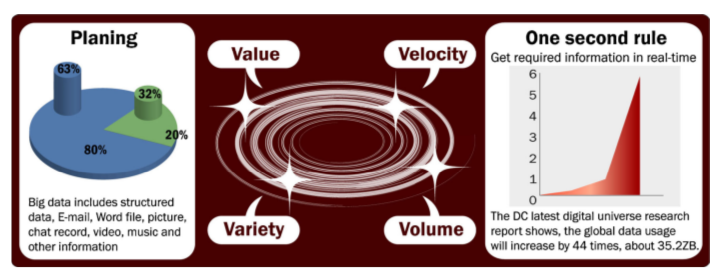 Planing
63%
32%
80%
20%
Big data includes structured
data, E-mail, Word file, picture,
chat record, video, music and
other information
Value
Velocity
Variety
Volume
One second rule
Get required information in real-time
6
5
4
3
2
1
0
The DC latest digital universe research
report shows, the global data usage
will increase by 44 times, about 35.2ZB.